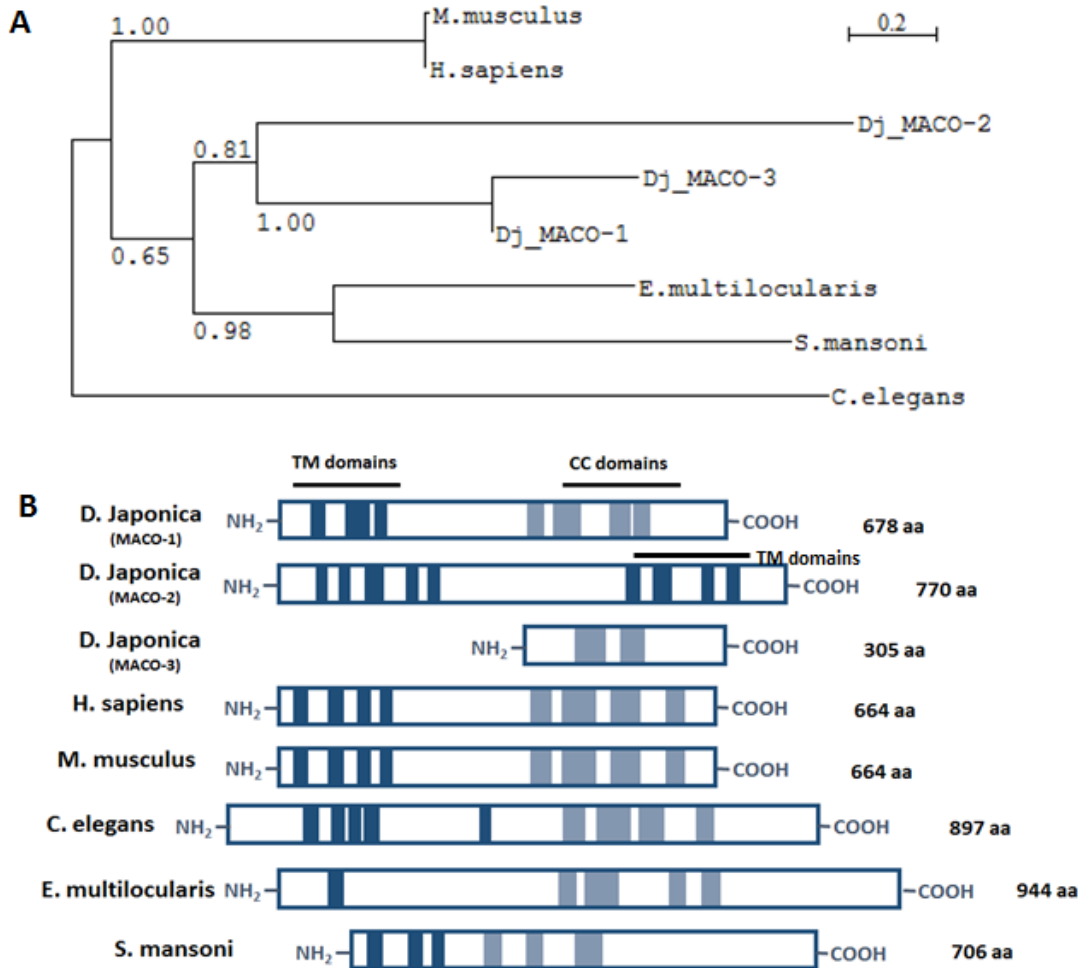 A
1.00
M.musculus
H.sapiens
0.2
0.81
Dj_MACO-2
Dj_MACO-3
1.00
Dj_MACO-1
0.65
E.multilocularis
0.98
S.mansoni
C.elegans
B
TM domains
CC domains
D. Japonica
(MACO-1)
NH2
COOH
678 aa
TM domains
D. Japonica
(MACO-2)
NH2
COOH
770 aa
D. Japonica
(MACO-3)
NH2
COOH
305 aa
H. sapiens
NH2
COOH
664 aa
M. musculus
NH2
COOH
664 aa
C. elegans
NH2
COOH
897 aa
E. multilocularis
NH2
COOH
944 aa
S. mansoni
NH2
COOH
706 aa